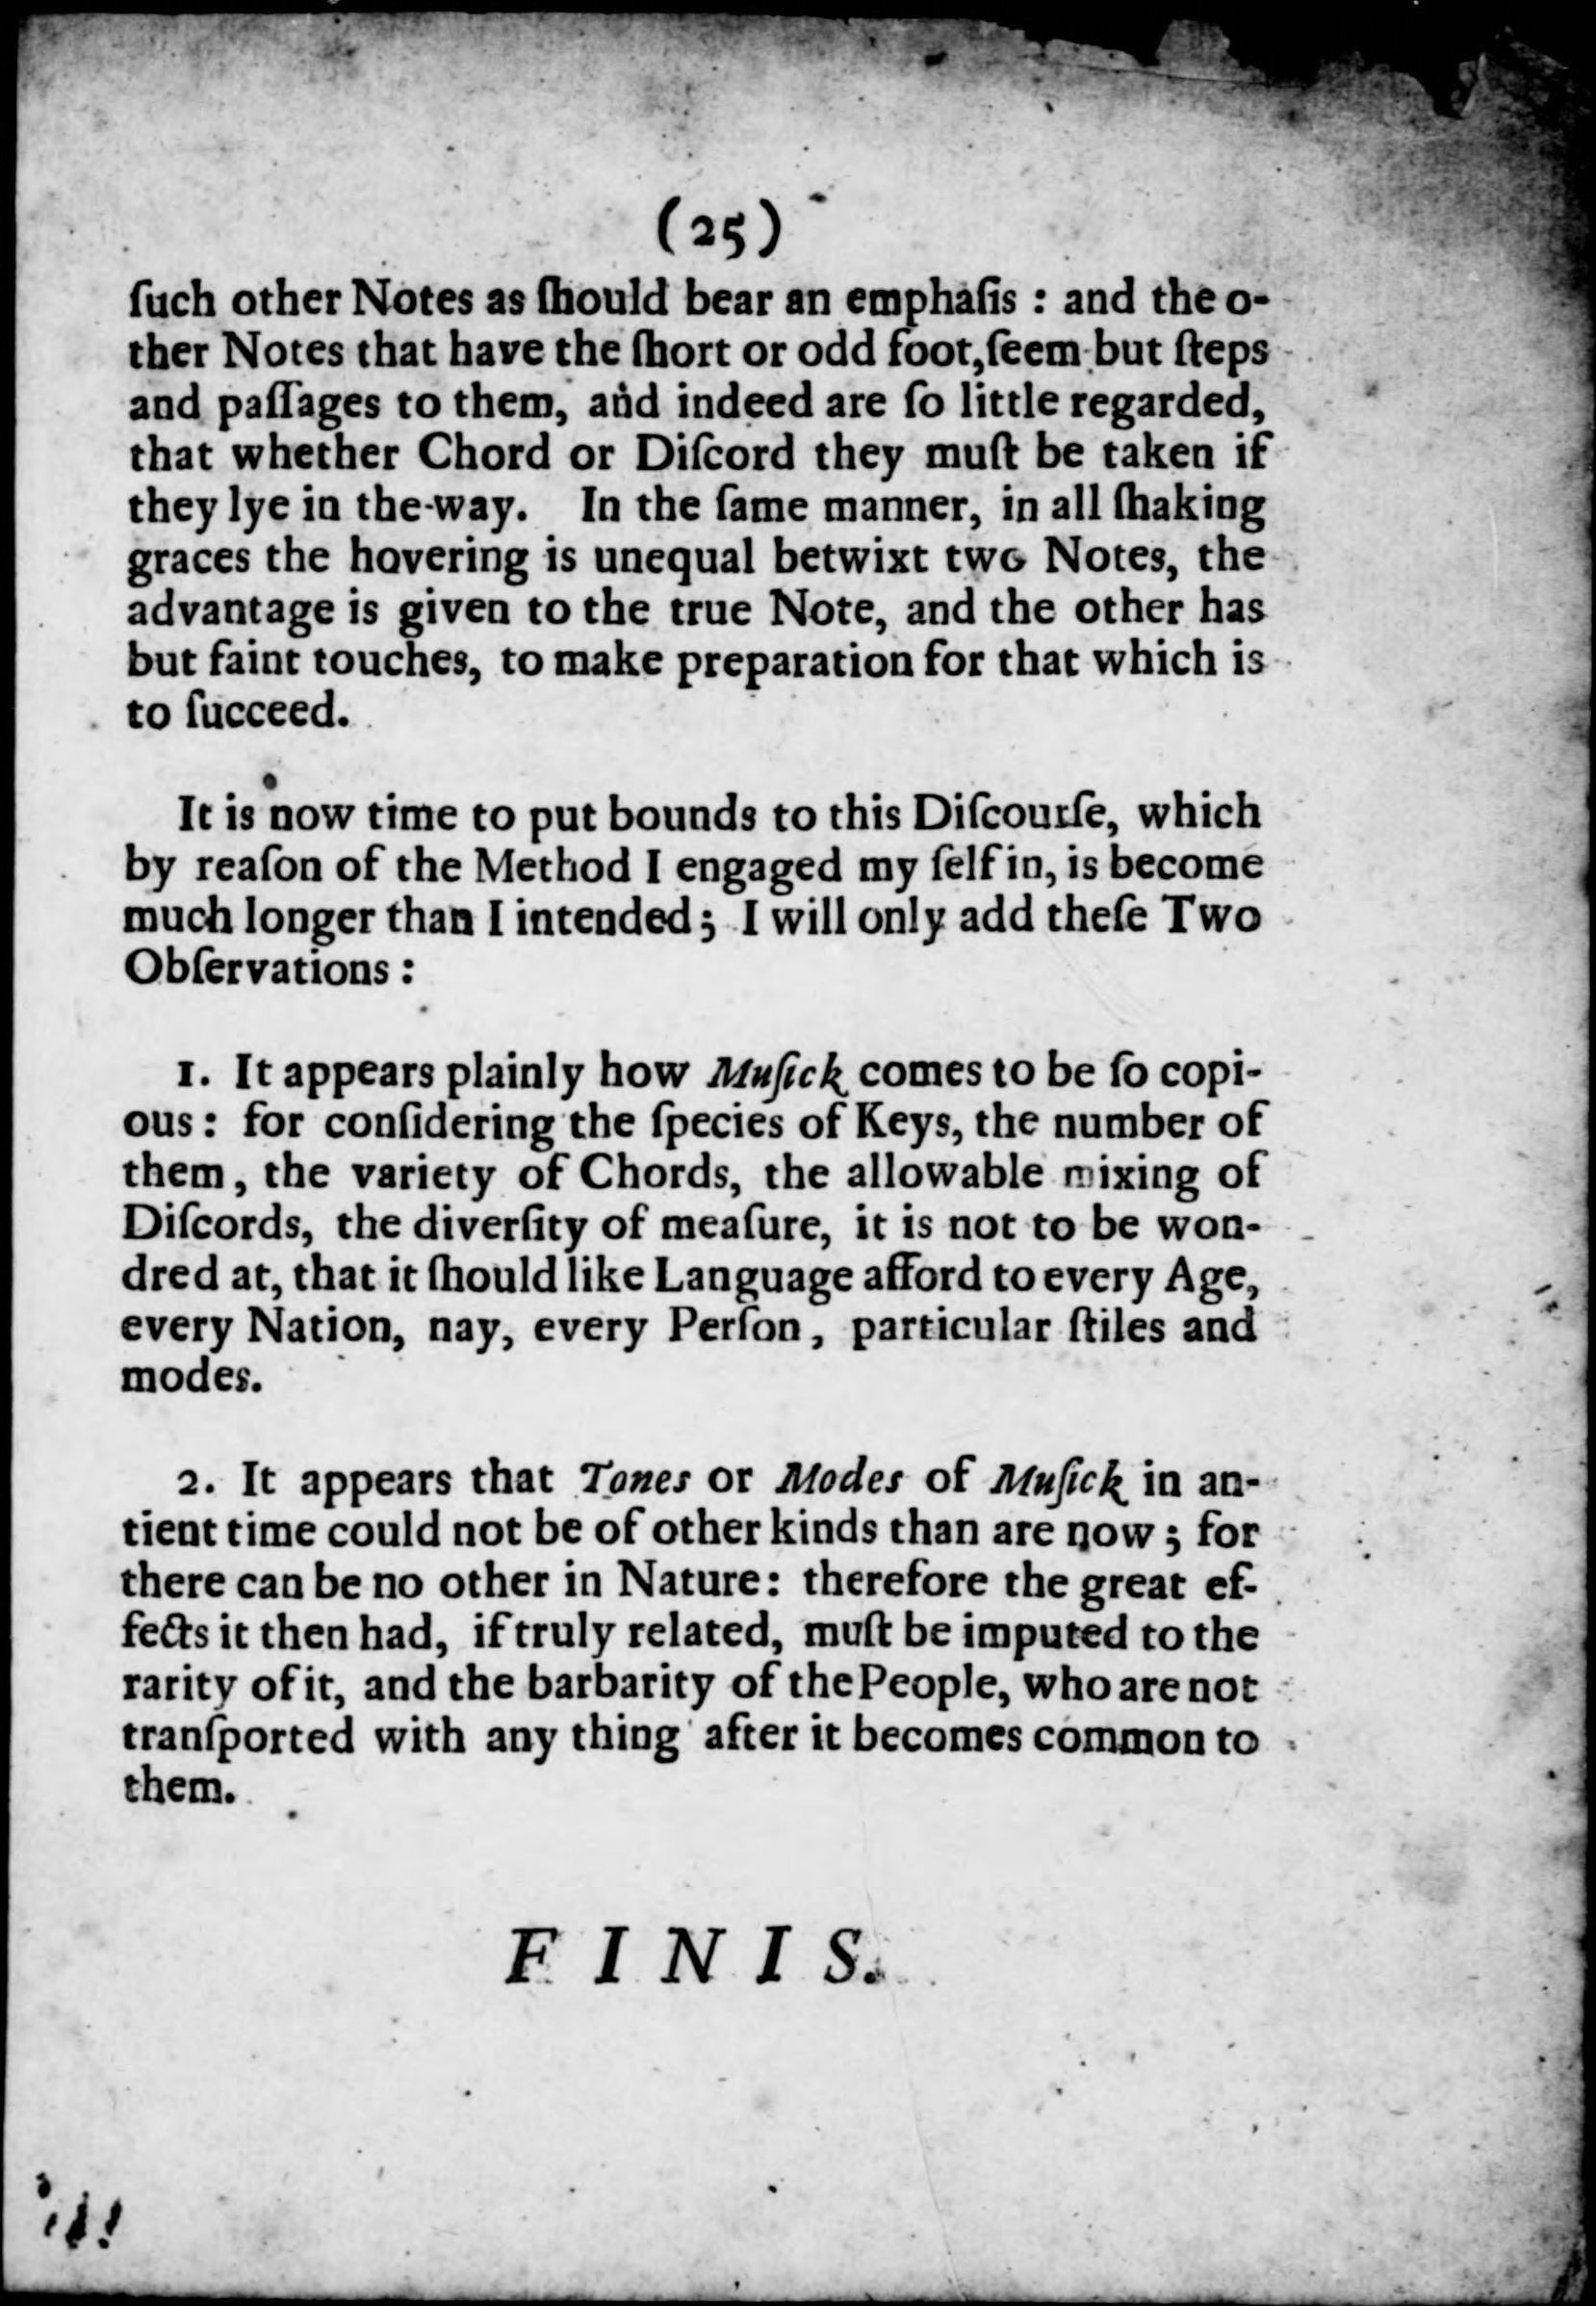 (25)
ſuch other Notes as ſhould bear an emphaſis : and the o-
ther Notes that have the ſhort or odd foot, ſeem but ſteps
and paſſages to them, and indeed are ſo little regarded,
that whether Chord or Diſcord they muſt be taken if
they lye in the way. In the ſame manner, in all ſhaking
graces the hovering is unequal betwixt two Notes, the
advantage is given to the true Note, and the other has
but faint touches, to make preparation for that which is
to ſucceed.
It is now time to put bounds to this Diſcourſe, which
by reaſon of the Method I engaged my ſelf in, is become
much longer than I intended; I will only add theſe Two
Obſervations :
1. It appears plainly how Muſick comes to be ſo copi-
ous: for conſidering the ſpecies of Keys, the number of
them, the variety of Chords, the allowable mixing of
Diſcords, the diverſity of meaſure, it is not to be won-
dred at, that it ſhould like Language afford to every Age,
every Nation, nay, every Perſon, particular ſtiles and
modes.
2. It appears that Tones or Modes of Muſick in an-
tient time could not be of other kinds than are now; for
there can be no other in Nature: therefore the great ef-
fects it then had, if truly related, muſt be imputed to the
rarity of it, and the barbarity of the People, who are not
tranſported with any thing after it becomes common to
them.
F I N I S.